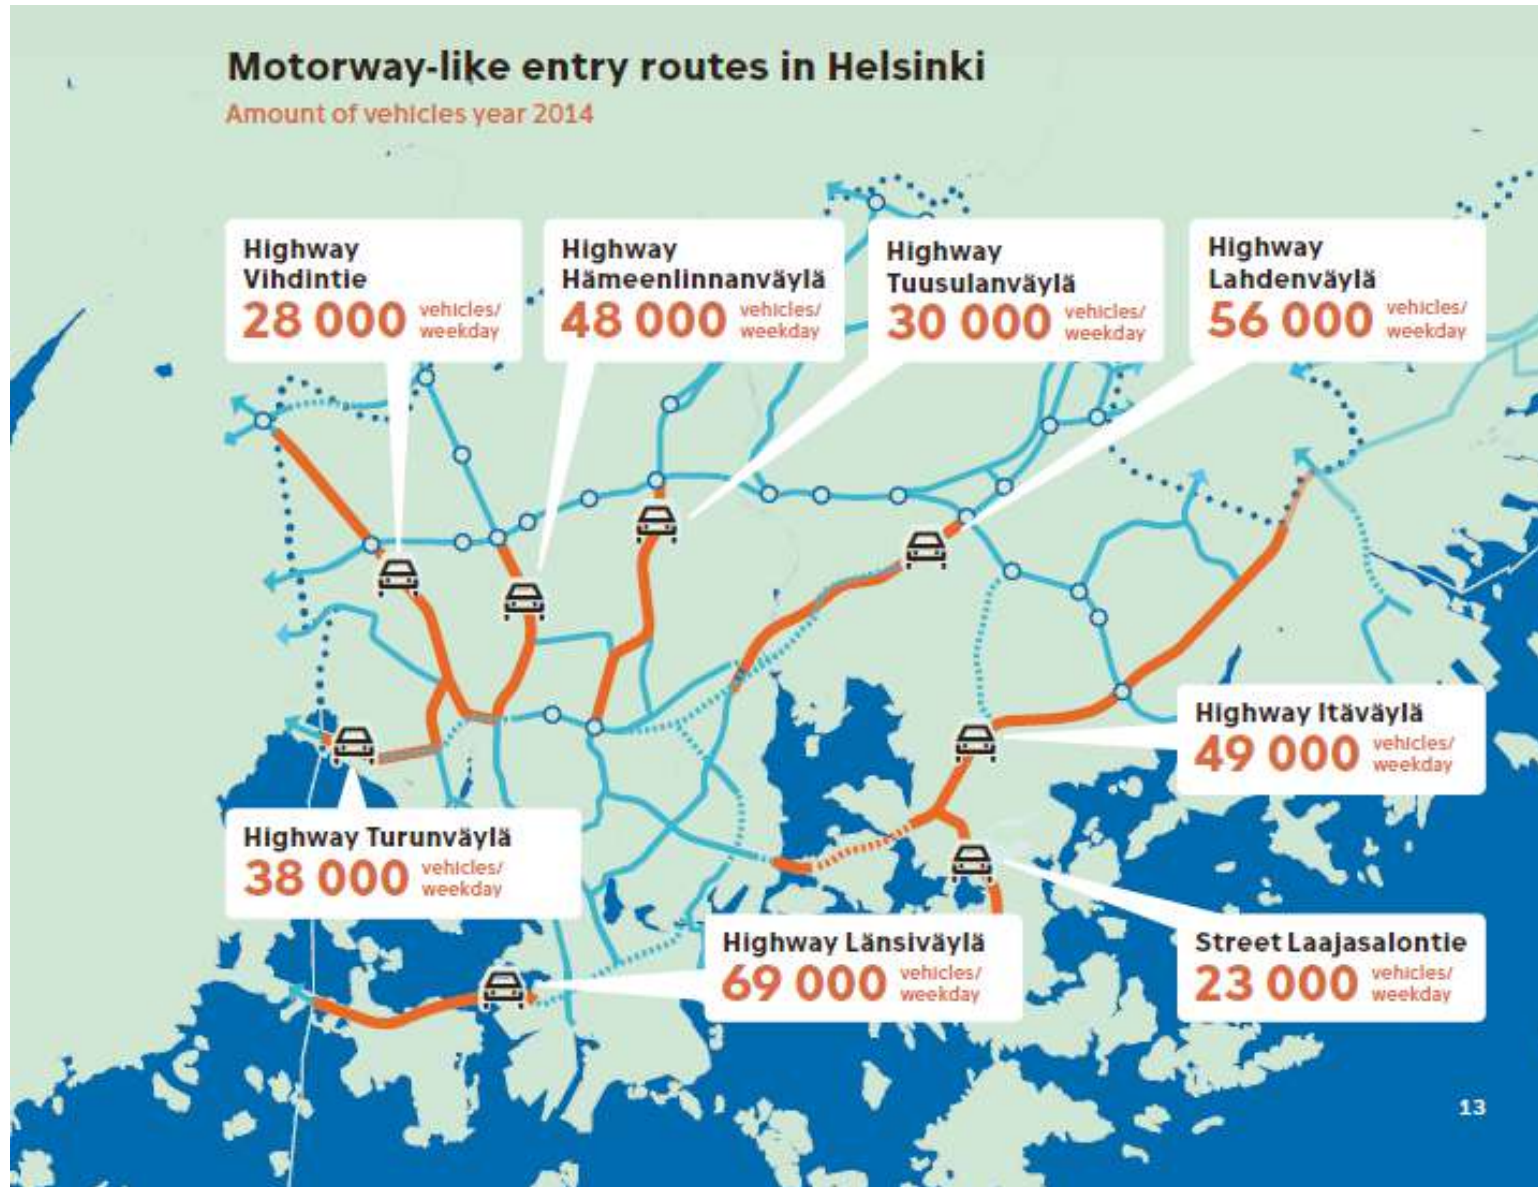 Motorway-like entry routes in Helsinki
Amount of vehicles year 2014
Highway
Vihdintie
28 000 vehicles/
weekday
Highway
Hämeenlinnanväylä
48 000 vehicles/
weekday
Highway
Tuusulanväylä
30 000 vehicles/
weekday
Highway
Lahdenväylä
56 000 vehicles/
weekday
Highway Itäväylä
49 000 vehicles/
weekday
Highway Turunväylä
38 000 vehicles/
weekday
Highway Länsiväylä
69 000 vehicles/
weekday
Street Laajasalontie
23 000 vehicles/
weekday
13